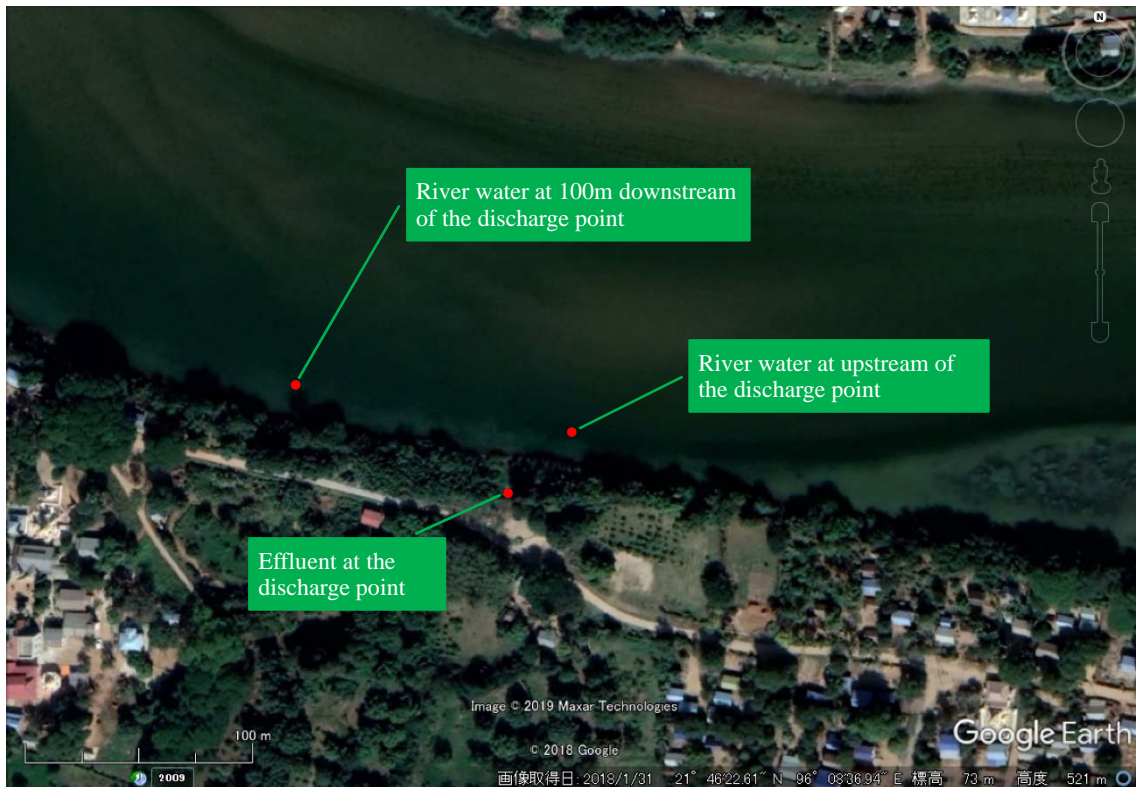 N
River water at 100m downstream
of the discharge point
River water at upstream of
the discharge point
Effluent at the
discharge point
Image © 2019 Maxar Technologies
100 m
© 2018 Google
Google Earth
2009
画像取得日: 2018/1/31 21° 46'22.61" N 96° 08'36.94" E 標高 73 m 高度 521 m